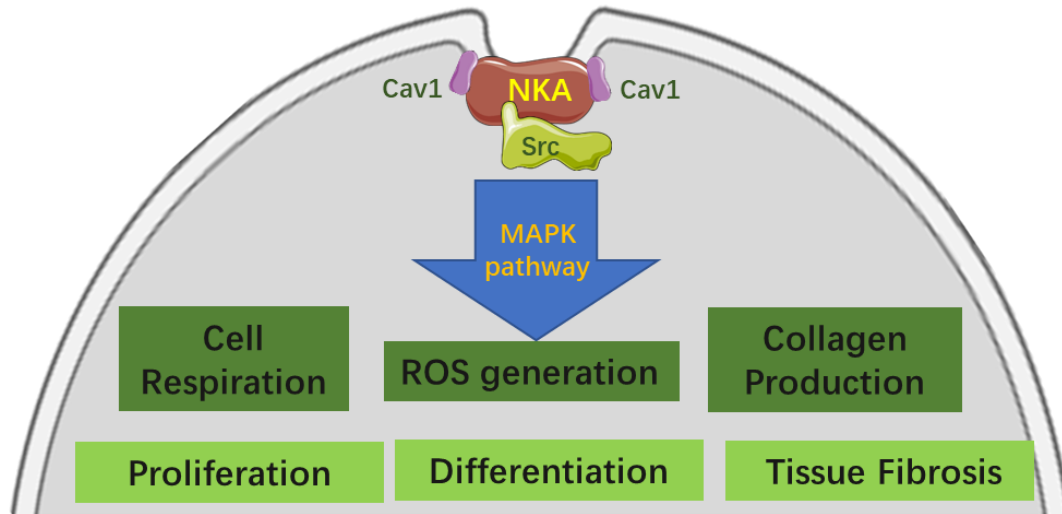 Cav1
NKA
Cav1
Src
MAPK
pathway
Cell
Respiration
ROS generation
Collagen
Production
Proliferation
Differentiation
Tissue Fibrosis